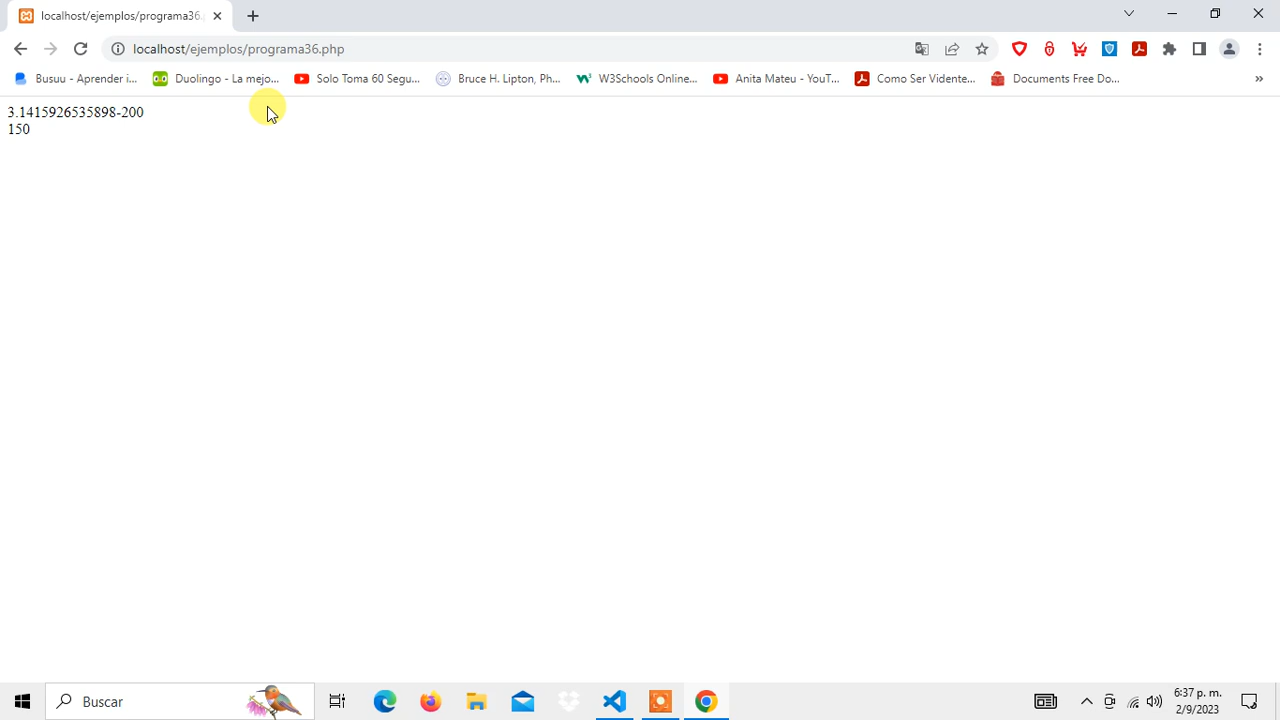 localhost/ejemplos/programa36.
localhost/ejemplos/programa36.php
Busuu - Aprender i... Duolingo - La mejo... Solo Toma 60 Segu... Bruce H. Lipton, Ph... W3Schools Online... Anita Mateu - YouT... Como Ser Vidente... Documents Free Do... »
3.1415926535898-200
150
Buscar
6:37 p. m.
2/9/2023